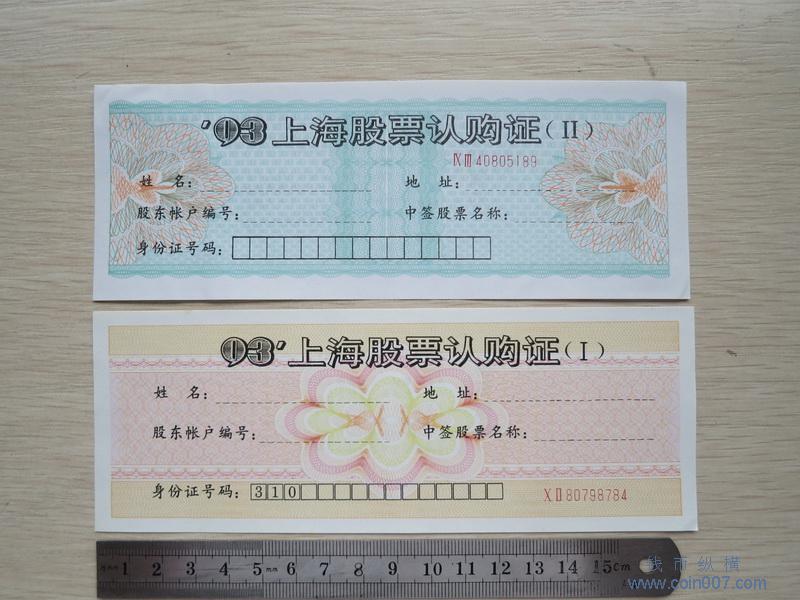 '93上海股票认购证(II)
IX III 40805189
姓 名: 地 址:
股东帐户编号: 中签股票名称:
身份证号码:
93'上海股票认购证(I)
姓 名: 地 址:
股东帐户编号: 中签股票名称:
身份证号码: 310
X II 80798784
1 2 3 4 5 mm 6 7 8 9 10 11 12 13 14 15cm
钱币纵横
www.coin007.com